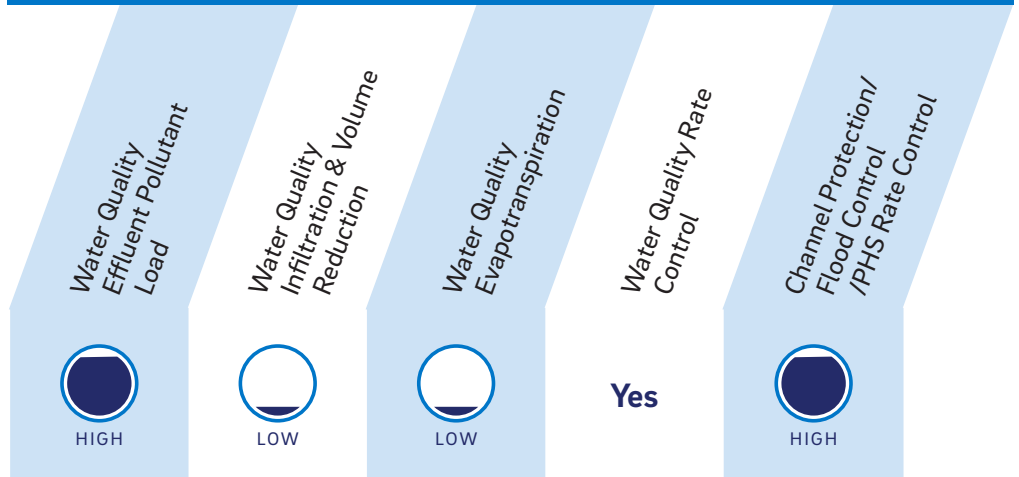 Water Quality
Effluent Pollutant
Load
Water Quality
Infiltration & Volume
Reduction
Water Quality
Evapotranspiration
Water Quality Rate
Control
Channel Protection/
Flood Control
/PHS Rate Control
HIGH
LOW
LOW
Yes
HIGH